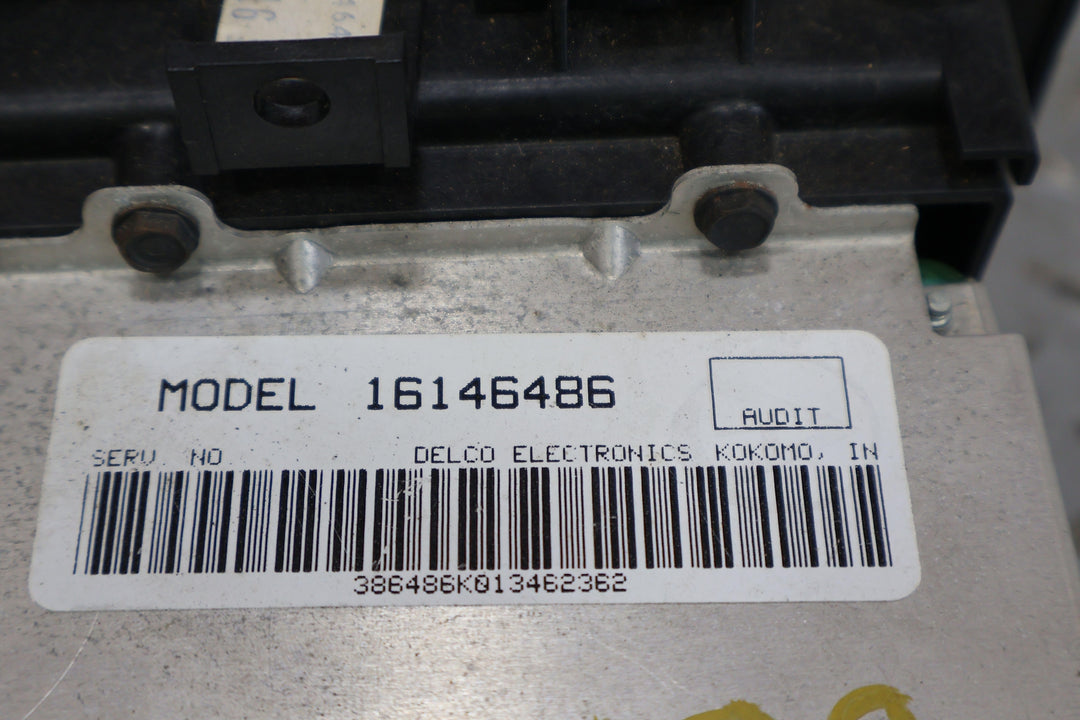 MODEL 16146486
AUDIT
SERV NO DELCO ELECTRONICS KOKOMO, IN
386486K013462362